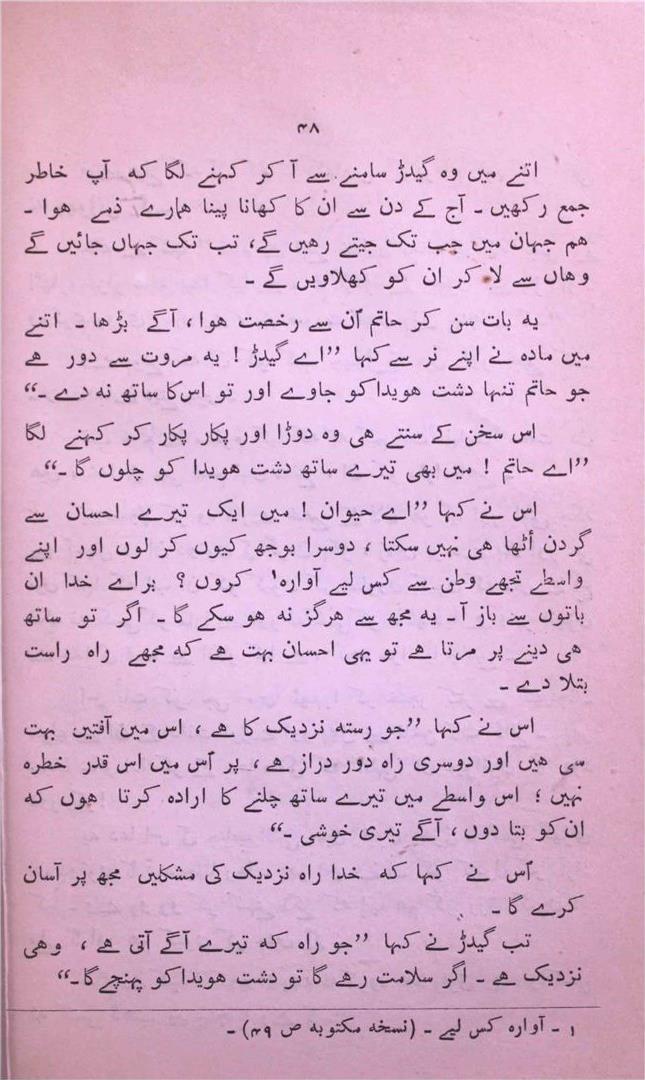 ۴۸
اتنے میں وہ گیدڑ سامنے سے آ کر کہنے لگا کہ آپ خاطر
جمع رکھیں ۔ آج کے دن سے ان کا کھانا پینا ہمارے ذمے ہوا ۔
ہم جہان میں جب تک جیتے رہیں گے، تب تک جہاں جائیں گے
وہاں سے لا کر ان کو کھلاویں گے ۔
یہ بات سن کر حاتم اُن سے رخصت ہوا، آگے بڑھا ۔ اتنے
میں مادہ نے اپنے نر سے کہا ”اے گیدڑ ! یہ مروت سے دور ہے
جو حاتم تنہا دشت ہویدا کو جاوے اور تو اس کا ساتھ نہ دے ۔“
اس سخن کے سنتے ہی وہ دوڑا اور پکار پکار کر کہنے لگا
”اے حاتم ! میں بھی تیرے ساتھ دشت ہویدا کو چلوں گا ۔“
اس نے کہا ”اے حیوان ! میں ایک تیرے احسان سے
گردن اُٹھا ہی نہیں سکتا ، دوسرا بوجھ کیوں کر لوں اور اپنے
واسطے تجھے وطن سے کس لیے آوارہ۱ کروں ؟ براے خدا ان
باتوں سے باز آ ۔ یہ مجھ سے ہرگز نہ ہو سکے گا ۔ اگر تو ساتھ
ہی دینے پر مرتا ہے تو یہی احسان بہت ہے کہ مجھے راہ راست
بتلا دے ۔
اس نے کہا ”جو رستہ نزدیک کا ہے ، اس میں آفتیں بہت
سی ہیں اور دوسری راہ دور دراز ہے ، پر اُس میں اس قدر خطرہ
نہیں ؛ اس واسطے میں تیرے ساتھ چلنے کا ارادہ کرتا ہوں کہ
ان کو بتا دوں ، آگے تیری خوشی ۔“
اُس نے کہا کہ خدا راہ نزدیک کی مشکلیں مجھ پر آسان
کرے گا ۔
تب گیدڑ نے کہا ”جو راہ کہ تیرے آگے آتی ہے ، وہی
نزدیک ہے ۔ اگر سلامت رہے گا تو دشت ہویدا کو پہنچے گا ۔“
۱ ۔ آوارہ کس لیے ۔ (نسخہ مکتوبہ ص ۴۹) ۔